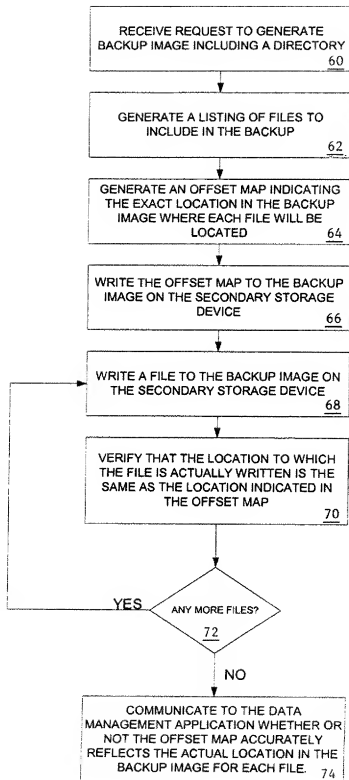 RECEIVE REQUEST TO GENERATE
BACKUP IMAGE INCLUDING A DIRECTORY
60
GENERATE A LISTING OF FILES TO
INCLUDE IN THE BACKUP
62
GENERATE AN OFFSET MAP INDICATING
THE EXACT LOCATION IN THE BACKUP
IMAGE WHERE EACH FILE WILL BE
LOCATED 64
WRITE THE OFFSET MAP TO THE BACKUP
IMAGE ON THE SECONDARY STORAGE
DEVICE 66
WRITE A FILE TO THE BACKUP IMAGE ON
THE SECONDARY STORAGE DEVICE
68
VERIFY THAT THE LOCATION TO WHICH
THE FILE IS ACTUALLY WRITTEN IS THE
SAME AS THE LOCATION INDICATED IN
THE OFFSET MAP 70
YES
ANY MORE FILES?
72
NO
COMMUNICATE TO THE DATA
MANAGEMENT APPLICATION WHETHER OR
NOT THE OFFSET MAP ACCURATELY
REFLECTS THE ACTUAL LOCATION IN THE
BACKUP IMAGE FOR EACH FILE. 74